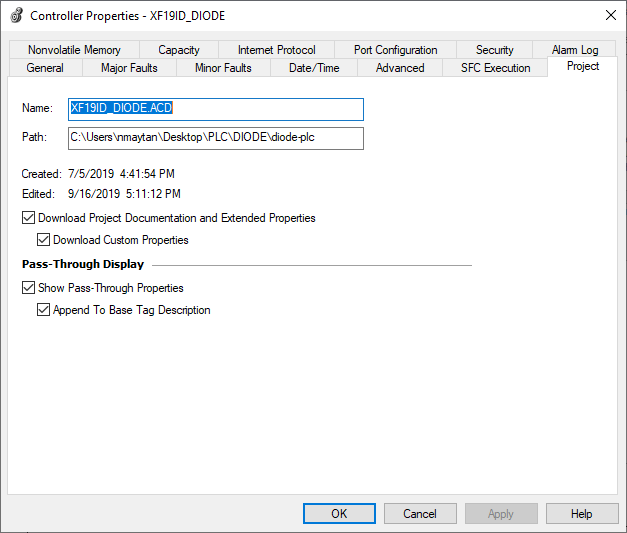 Controller Properties - XF19ID_DIODE
Nonvolatile Memory Capacity Internet Protocol Port Configuration Security Alarm Log
General Major Faults Minor Faults Date/Time Advanced SFC Execution Project
Name: XF19ID_DIODE.ACD
Path: C:\Users\nmaytan\Desktop\PLC\DIODE\diode-plc
Created: 7/5/2019 4:41:54 PM
Edited: 9/16/2019 5:11:12 PM
Download Project Documentation and Extended Properties
Download Custom Properties
Pass-Through Display
Show Pass-Through Properties
Append To Base Tag Description
OK Cancel Apply Help